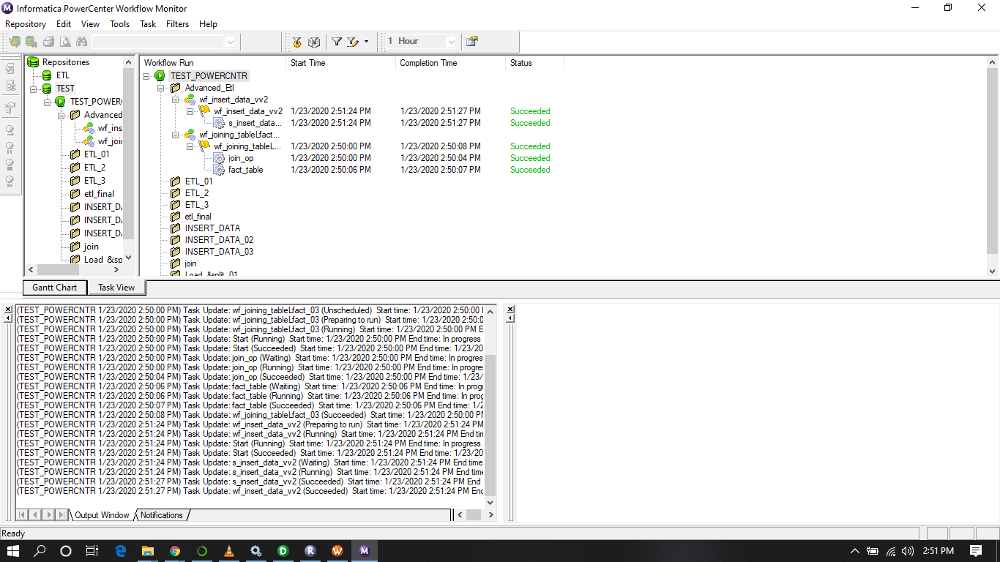 Informatica PowerCenter Workflow Monitor
Repository Edit View Tools Task Filters Help
1 Hour
Repositories
ETL
TEST
TEST_POWER
Advanced
wf_ins
wf_joi
ETL_01
ETL_2
ETL_3
etl_final
INSERT_D
INSERT_D
INSERT_D
join
Load_&sp
Workflow Run Start Time Completion Time Status
TEST_POWERCNTR
Advanced_Etl
wf_insert_data_vv2
wf_insert_data_vv2 1/23/2020 2:51:24 PM 1/23/2020 2:51:27 PM Succeeded
s_insert_data... 1/23/2020 2:51:24 PM 1/23/2020 2:51:27 PM Succeeded
wf_joining_tableLfact...
wf_joining_tableL... 1/23/2020 2:50:00 PM 1/23/2020 2:50:08 PM Succeeded
join_op 1/23/2020 2:50:00 PM 1/23/2020 2:50:04 PM Succeeded
fact_table 1/23/2020 2:50:06 PM 1/23/2020 2:50:07 PM Succeeded
ETL_01
ETL_2
ETL_3
etl_final
INSERT_DATA
INSERT_DATA_02
INSERT_DATA_03
join
Load_&split_01
Gantt Chart Task View
(TEST_POWERCNTR 1/23/2020 2:50:00 PM) Task Update: wf_joining_tableLfact_03 (Unscheduled) Start time: 1/23/2020 2:50:00
(TEST_POWERCNTR 1/23/2020 2:50:00 PM) Task Update: wf_joining_tableLfact_03 (Preparing to run) Start time: 1/23/2020 2:50:0
(TEST_POWERCNTR 1/23/2020 2:50:00 PM) Task Update: wf_joining_tableLfact_03 (Running) Start time: 1/23/2020 2:50:00 PM E
(TEST_POWERCNTR 1/23/2020 2:50:00 PM) Task Update: Start (Running) Start time: 1/23/2020 2:50:00 PM End time: In progress
(TEST_POWERCNTR 1/23/2020 2:50:00 PM) Task Update: Start (Succeeded) Start time: 1/23/2020 2:50:00 PM End time: 1/23/20
(TEST_POWERCNTR 1/23/2020 2:50:00 PM) Task Update: join_op (Waiting) Start time: 1/23/2020 2:50:00 PM End time: In progres
(TEST_POWERCNTR 1/23/2020 2:50:00 PM) Task Update: join_op (Running) Start time: 1/23/2020 2:50:00 PM End time: In progre
(TEST_POWERCNTR 1/23/2020 2:50:04 PM) Task Update: join_op (Succeeded) Start time: 1/23/2020 2:50:00 PM End time: 1/23/
(TEST_POWERCNTR 1/23/2020 2:50:06 PM) Task Update: fact_table (Waiting) Start time: 1/23/2020 2:50:06 PM End time: In progr
(TEST_POWERCNTR 1/23/2020 2:50:06 PM) Task Update: fact_table (Running) Start time: 1/23/2020 2:50:06 PM End time: In prog
(TEST_POWERCNTR 1/23/2020 2:50:07 PM) Task Update: fact_table (Succeeded) Start time: 1/23/2020 2:50:06 PM End time: 1/2
(TEST_POWERCNTR 1/23/2020 2:50:08 PM) Task Update: wf_joining_tableLfact_03 (Succeeded) Start time: 1/23/2020 2:50:00 PM
(TEST_POWERCNTR 1/23/2020 2:51:24 PM) Task Update: wf_insert_data_vv2 (Preparing to run) Start time: 1/23/2020 2:51:24 PM
(TEST_POWERCNTR 1/23/2020 2:51:24 PM) Task Update: wf_insert_data_vv2 (Running) Start time: 1/23/2020 2:51:24 PM End
(TEST_POWERCNTR 1/23/2020 2:51:24 PM) Task Update: Start (Running) Start time: 1/23/2020 2:51:24 PM End time: In progress
(TEST_POWERCNTR 1/23/2020 2:51:24 PM) Task Update: Start (Succeeded) Start time: 1/23/2020 2:51:24 PM End time: 1/23/20
(TEST_POWERCNTR 1/23/2020 2:51:24 PM) Task Update: s_insert_data_vv2 (Waiting) Start time: 1/23/2020 2:51:24 PM End time:
(TEST_POWERCNTR 1/23/2020 2:51:24 PM) Task Update: s_insert_data_vv2 (Running) Start time: 1/23/2020 2:51:24 PM End time
(TEST_POWERCNTR 1/23/2020 2:51:27 PM) Task Update: s_insert_data_vv2 (Succeeded) Start time: 1/23/2020 2:51:24 PM End
(TEST_POWERCNTR 1/23/2020 2:51:27 PM) Task Update: wf_insert_data_vv2 (Succeeded) Start time: 1/23/2020 2:51:24 PM End
Output Window Notifications
Ready
2:51 PM